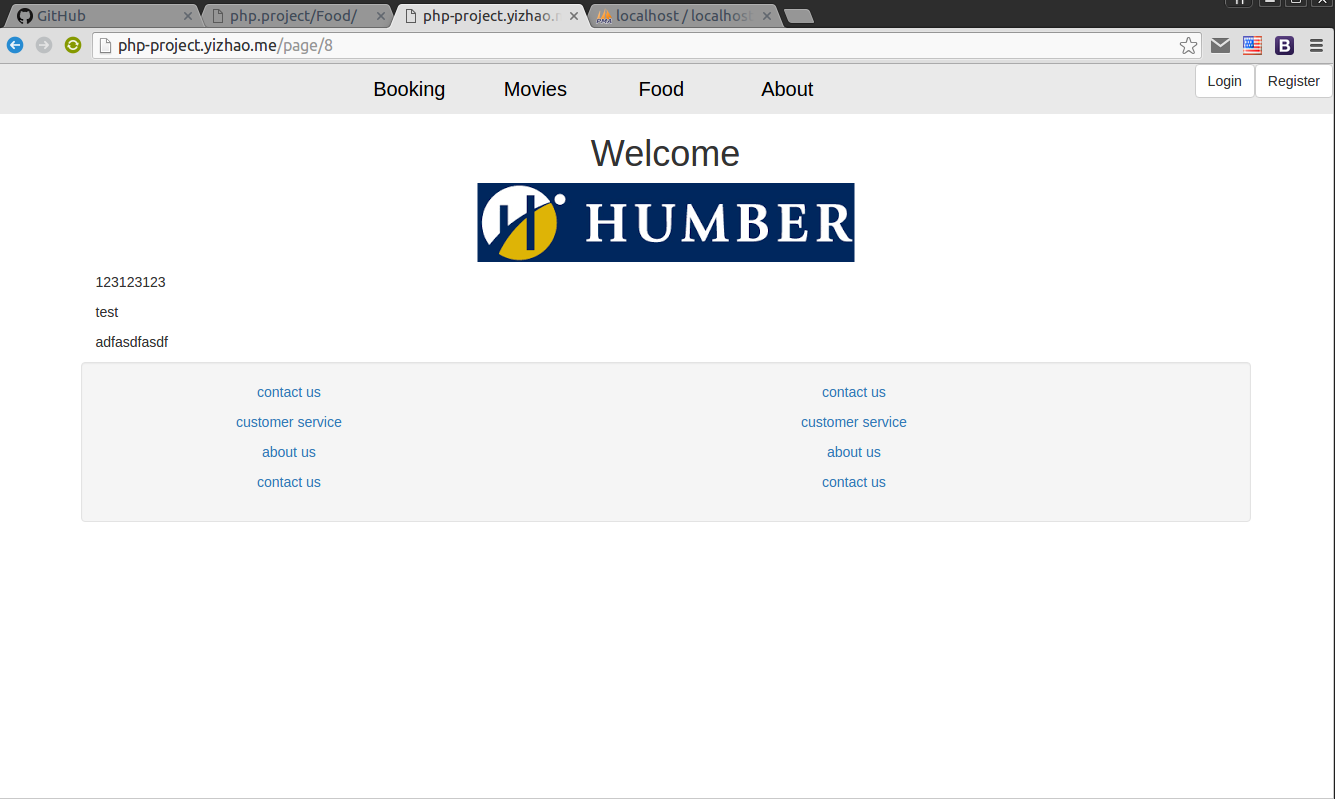 GitHub
php.project/Food/
php-project.yizhao.
localhost / localhos
php-project.yizhao.me/page/8
Booking Movies Food About Login Register
Welcome
HUMBER
123123123
test
adfasdfasdf
contact us
customer service
about us
contact us
contact us
customer service
about us
contact us